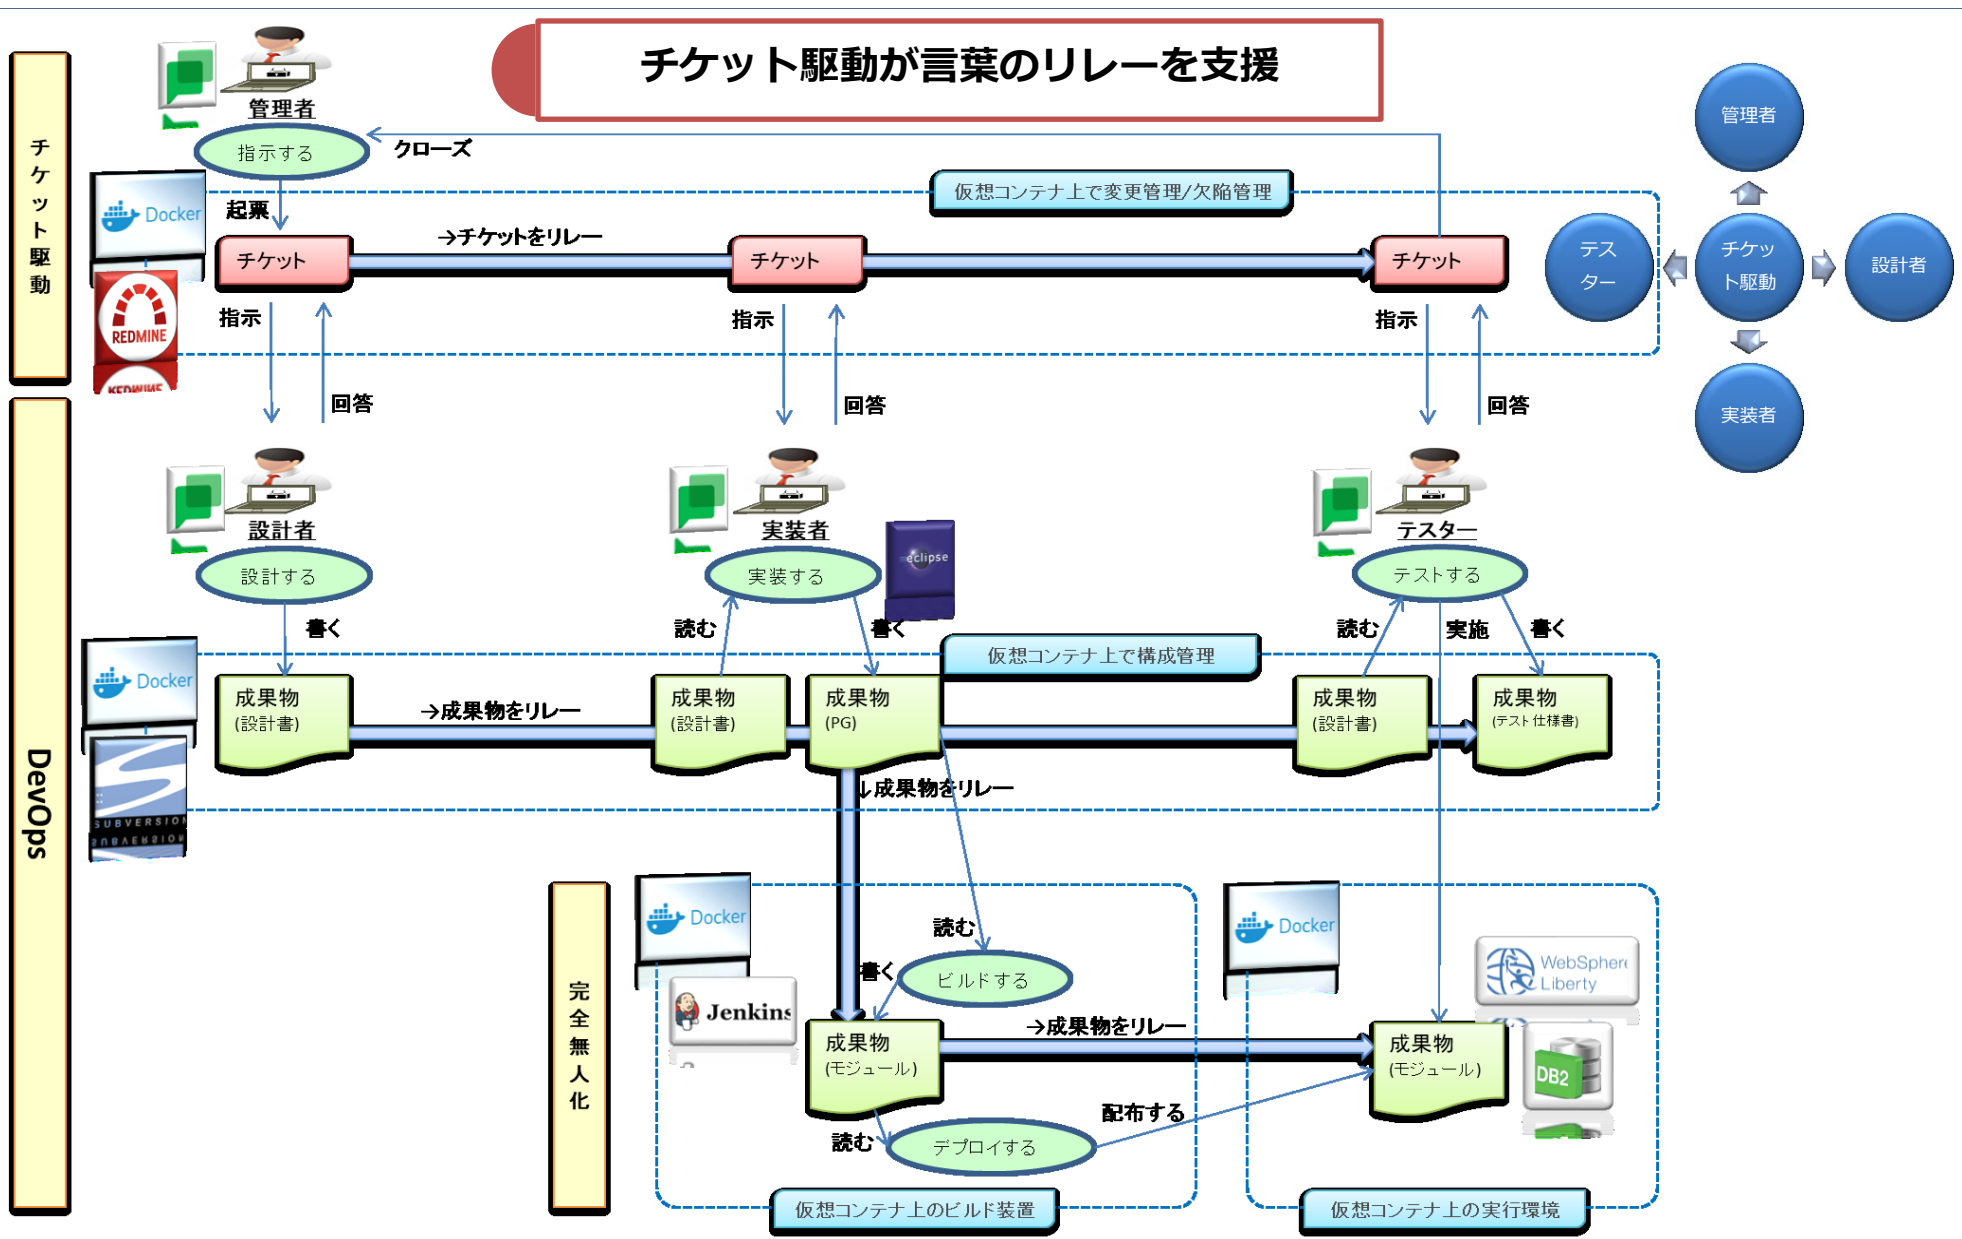 チケット駆動が言葉のリレーを支援
チケット駆動
管理者
指示する
クローズ
起票
Docker
REDMINE
仮想コンテナ上で変更管理/欠陥管理
チケット
→チケットをリレー
チケット
チケット
指示
回答
指示
回答
指示
回答
管理者
テス
ター
チケッ
ト駆動
設計者
実装者
DevOps
設計者
設計する
書く
実装者
実装する
eclipse
読む
書く
テスター
テストする
読む
実施
書く
Docker
SUBVERSION
仮想コンテナ上で構成管理
成果物
(設計書)
→成果物をリレー
成果物
(設計書)
成果物
(PG)
成果物
(設計書)
成果物
(テスト仕様書)
↓成果物をリレー
完全無人化
Docker
Jenkins
読む
書く
ビルドする
成果物
(モジュール)
→成果物をリレー
読む
デプロイする
配布する
仮想コンテナ上のビルド装置
Docker
WebSphere
Liberty
成果物
(モジュール)
DB2
仮想コンテナ上の実行環境